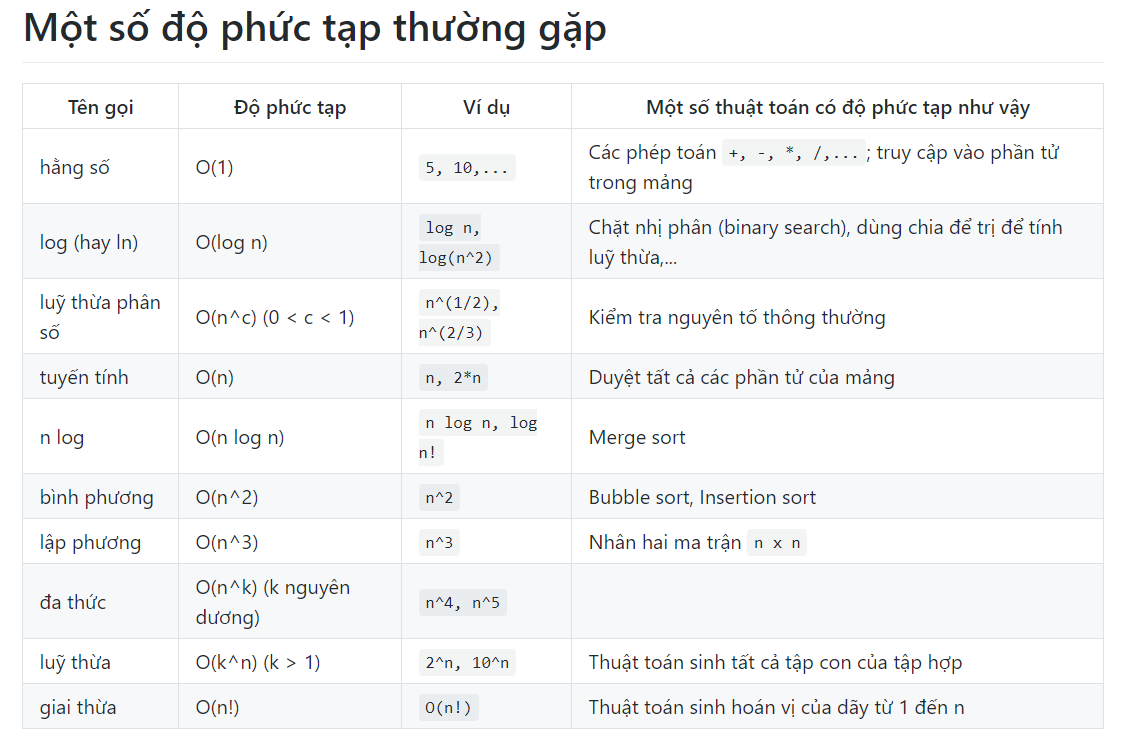 Một số độ phức tạp thường gặp
Tên gọi Độ phức tạp Ví dụ Một số thuật toán có độ phức tạp như vậy
hằng số O(1) 5, 10,... Các phép toán +, -, *, /,...; truy cập vào phần tử
trong mảng
log (hay ln) O(log n) log n,
log(n^2) Chặt nhị phân (binary search), dùng chia để trị để tính
luỹ thừa,...
luỹ thừa phân
số O(n^c) (0 < c < 1) n^(1/2),
n^(2/3) Kiểm tra nguyên tố thông thường
tuyến tính O(n) n, 2*n Duyệt tất cả các phần tử của mảng
n log O(n log n) n log n, log
n! Merge sort
bình phương O(n^2) n^2 Bubble sort, Insertion sort
lập phương O(n^3) n^3 Nhân hai ma trận n x n
đa thức O(n^k) (k nguyên
dương) n^4, n^5
luỹ thừa O(k^n) (k > 1) 2^n, 10^n Thuật toán sinh tất cả tập con của tập hợp
giai thừa O(n!) O(n!) Thuật toán sinh hoán vị của dãy từ 1 đến n